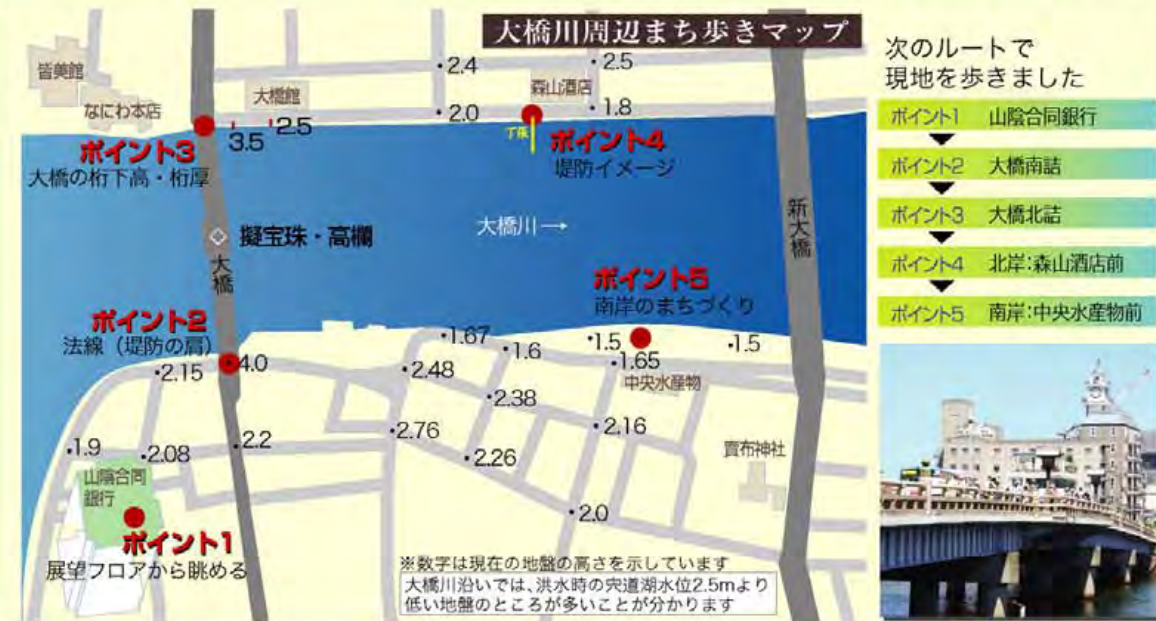 大橋川周辺まち歩きマップ
次のルートで
現地を歩きました
ポイント1 山陰合同銀行
ポイント2 大橋南詰
ポイント3 大橋北詰
ポイント4 北岸:森山酒店前
ポイント5 南岸:中央水産物前
皆美館
なにわ本店
大橋館
森山酒店
・2.4
・2.5
・2.0
・1.8
3.5
2.5
ポイント3
大橋の桁下高・桁厚
ポイント4
堤防イメージ
擬宝珠・高欄
大橋
大橋川→
新大橋
ポイント5
南岸のまちづくり
ポイント2
法線（堤防の肩）
・4.0
・2.15
・1.67
・1.6
・1.5
・1.65
・1.5
中央水産物
・2.48
・2.38
・2.76
・2.26
・2.16
・2.0
・1.9
・2.08
・2.2
賣布神社
山陰合同
銀行
ポイント1
展望フロアから眺める
※数字は現在の地盤の高さを示しています
大橋川沿いでは、洪水時の宍道湖水位2.5mより
低い地盤のところが多いことが分かります